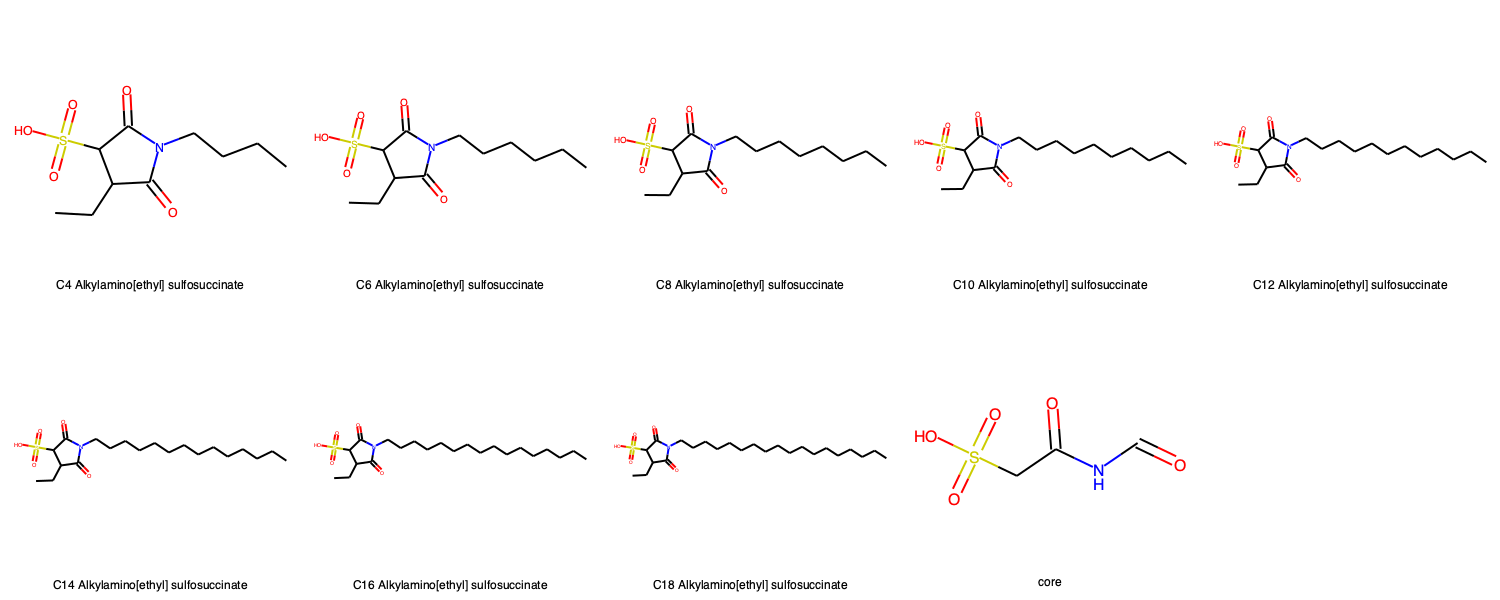 O
O
HO
S
N
O
O
C4 Alkylamino[ethyl] sulfosuccinate
O
O
HO
S
N
O
O
C6 Alkylamino[ethyl] sulfosuccinate
O
O
HO
S
N
O
O
C8 Alkylamino[ethyl] sulfosuccinate
O
O
HO
S
N
O
O
C10 Alkylamino[ethyl] sulfosuccinate
O
O
HO
S
N
O
O
C12 Alkylamino[ethyl] sulfosuccinate
O
O
HO
S
N
O
O
C14 Alkylamino[ethyl] sulfosuccinate
O
O
HO
S
N
O
O
C16 Alkylamino[ethyl] sulfosuccinate
O
O
HO
S
N
O
O
C18 Alkylamino[ethyl] sulfosuccinate
O
O
HO
S
O
N
H
O
core